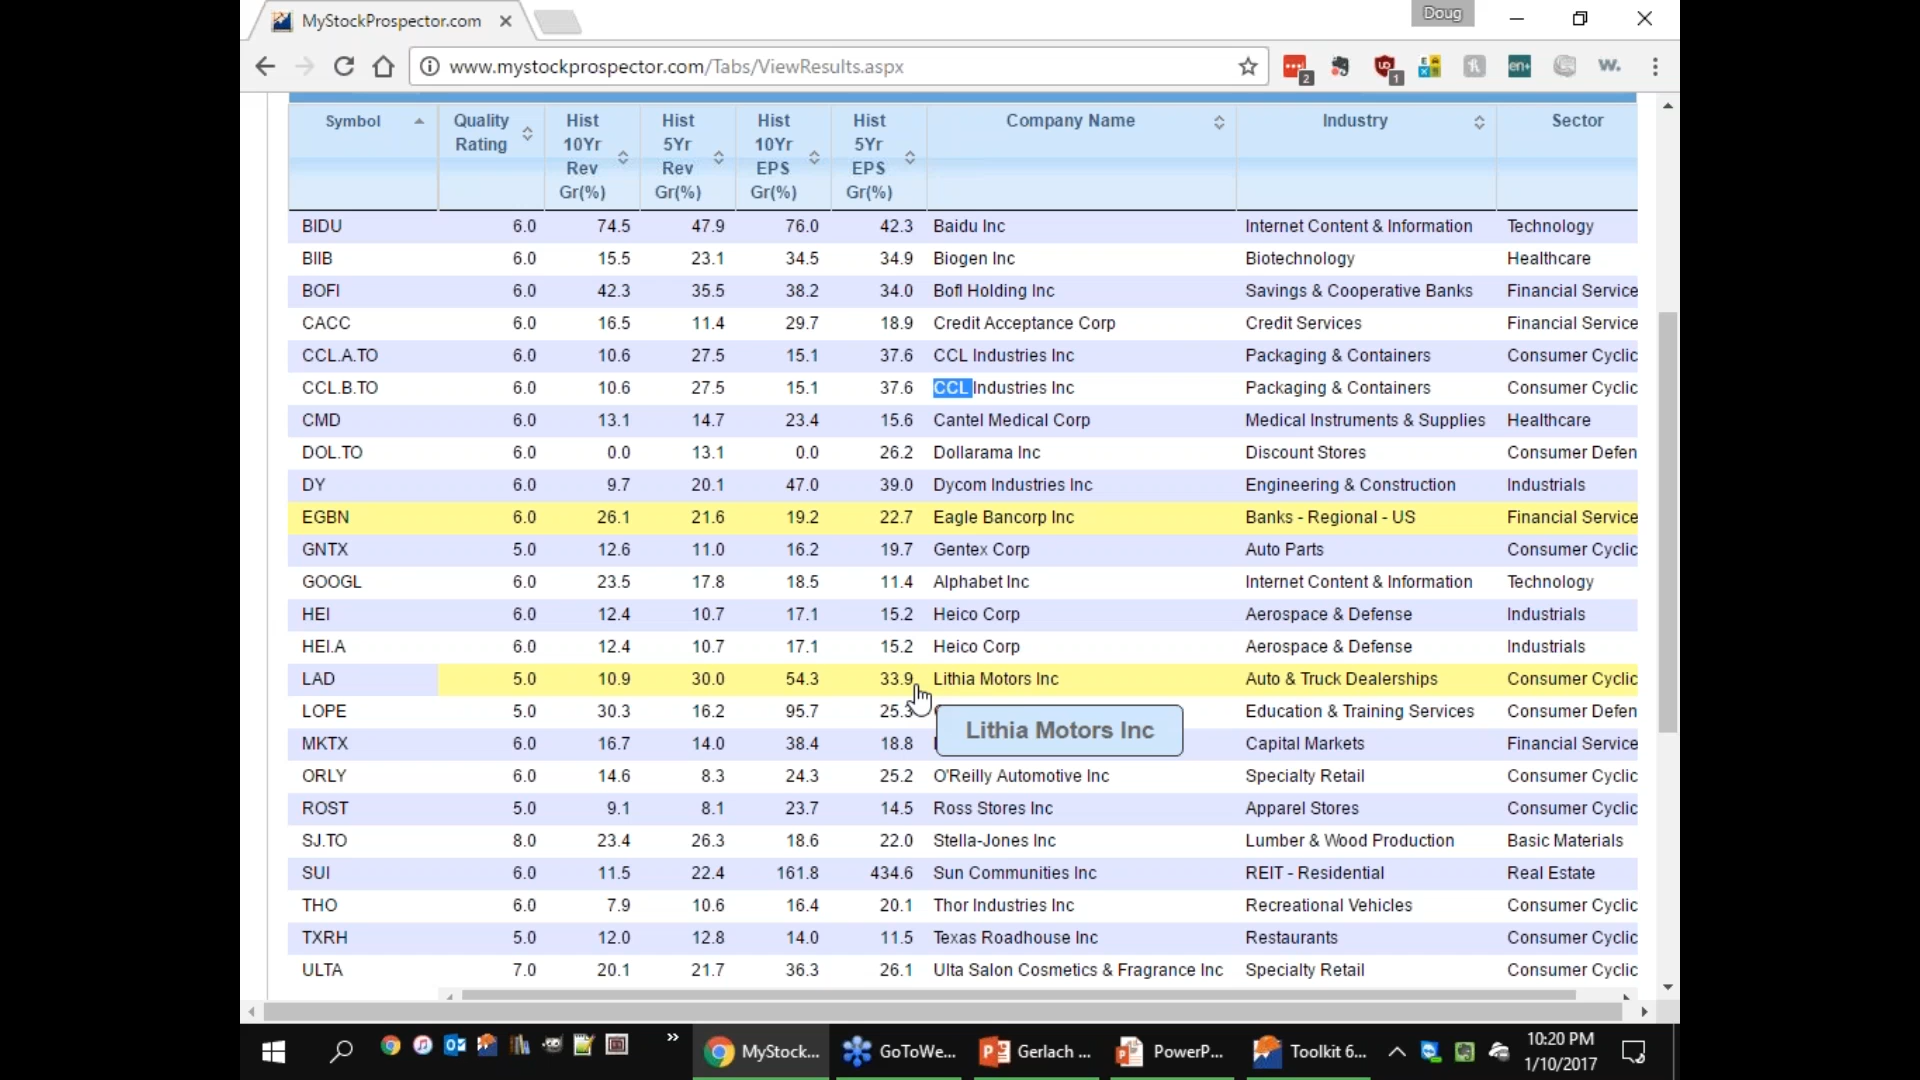 MyStockProspector.com
Doug
www.mystockprospector.com/Tabs/ViewResults.aspx
2
1
en+
w.
Symbol Quality Rating Hist 10Yr Rev Gr(%) Hist 5Yr Rev Gr(%) Hist 10Yr EPS Gr(%) Hist 5Yr EPS Gr(%) Company Name Industry Sector
BIDU 6.0 74.5 47.9 76.0 42.3 Baidu Inc Internet Content & Information Technology
BIIB 6.0 15.5 23.1 34.5 34.9 Biogen Inc Biotechnology Healthcare
BOFI 6.0 42.3 35.5 38.2 34.0 BofI Holding Inc Savings & Cooperative Banks Financial Service
CACC 6.0 16.5 11.4 29.7 18.9 Credit Acceptance Corp Credit Services Financial Service
CCL.A.TO 6.0 10.6 27.5 15.1 37.6 CCL Industries Inc Packaging & Containers Consumer Cyclic
CCL.B.TO 6.0 10.6 27.5 15.1 37.6 CCL Industries Inc Packaging & Containers Consumer Cyclic
CMD 6.0 13.1 14.7 23.4 15.6 Cantel Medical Corp Medical Instruments & Supplies Healthcare
DOL.TO 6.0 0.0 13.1 0.0 26.2 Dollarama Inc Discount Stores Consumer Defen
DY 6.0 9.7 20.1 47.0 39.0 Dycom Industries Inc Engineering & Construction Industrials
EGBN 6.0 26.1 21.6 19.2 22.7 Eagle Bancorp Inc Banks - Regional - US Financial Service
GNTX 5.0 12.6 11.0 16.2 19.7 Gentex Corp Auto Parts Consumer Cyclic
GOOGL 6.0 23.5 17.8 18.5 11.4 Alphabet Inc Internet Content & Information Technology
HEI 6.0 12.4 10.7 17.1 15.2 Heico Corp Aerospace & Defense Industrials
HEI.A 6.0 12.4 10.7 17.1 15.2 Heico Corp Aerospace & Defense Industrials
LAD 5.0 10.9 30.0 54.3 33.9 Lithia Motors Inc Auto & Truck Dealerships Consumer Cyclic
LOPE 5.0 30.3 16.2 95.7 25.3 Education & Training Services Consumer Defen
Lithia Motors Inc
MKTX 6.0 16.7 14.0 38.4 18.8 Capital Markets Financial Service
ORLY 6.0 14.6 8.3 24.3 25.2 O'Reilly Automotive Inc Specialty Retail Consumer Cyclic
ROST 5.0 9.1 8.1 23.7 14.5 Ross Stores Inc Apparel Stores Consumer Cyclic
SJ.TO 8.0 23.4 26.3 18.6 22.0 Stella-Jones Inc Lumber & Wood Production Basic Materials
SUI 6.0 11.5 22.4 161.8 434.6 Sun Communities Inc REIT - Residential Real Estate
THO 6.0 7.9 10.6 16.4 20.1 Thor Industries Inc Recreational Vehicles Consumer Cyclic
TXRH 5.0 12.0 12.8 14.0 11.5 Texas Roadhouse Inc Restaurants Consumer Cyclic
ULTA 7.0 20.1 21.7 36.3 26.1 Ulta Salon Cosmetics & Fragrance Inc Specialty Retail Consumer Cyclic
MyStock... GoToWe... Gerlach ... PowerP... Toolkit 6...
10:20 PM
1/10/2017